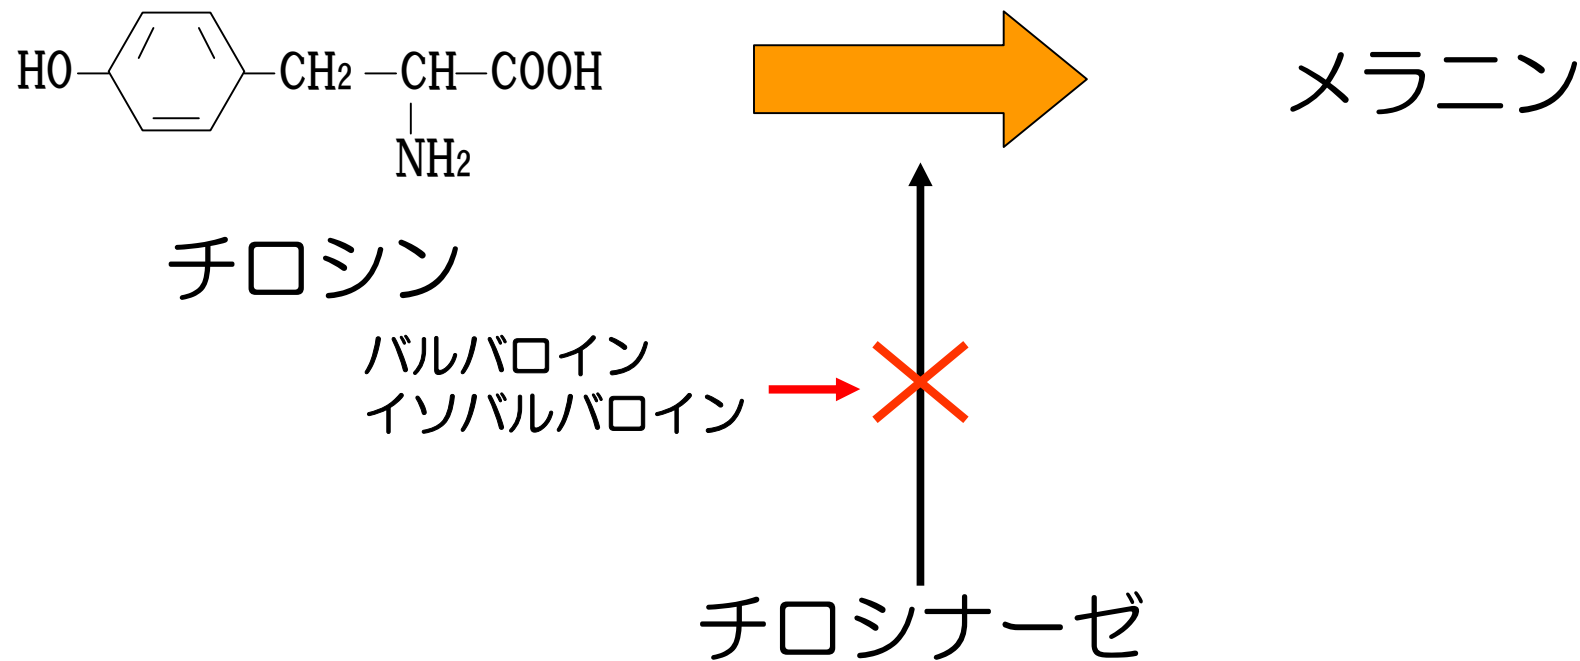 HO CH2 CH COOH
NH2
メラニン
チロシン
バルバロイン
イソバルバロイン
チロシナーゼ